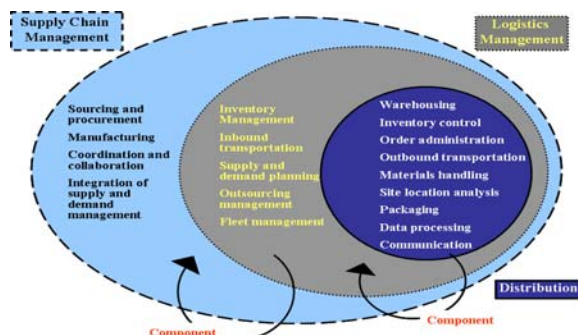 Supply Chain
Management
Logistics
Management
Sourcing and
procurement
Manufacturing
Coordination and
collaboration
Integration of
supply and
demand
management
Inventory
Management
Inbound
transportation
Supply and
demand planning
Outsourcing
management
Fleet management
Warehousing
Inventory control
Order administration
Outbound transportation
Materials handling
Site location analysis
Packaging
Data processing
Communication
Distribution
Component
Component